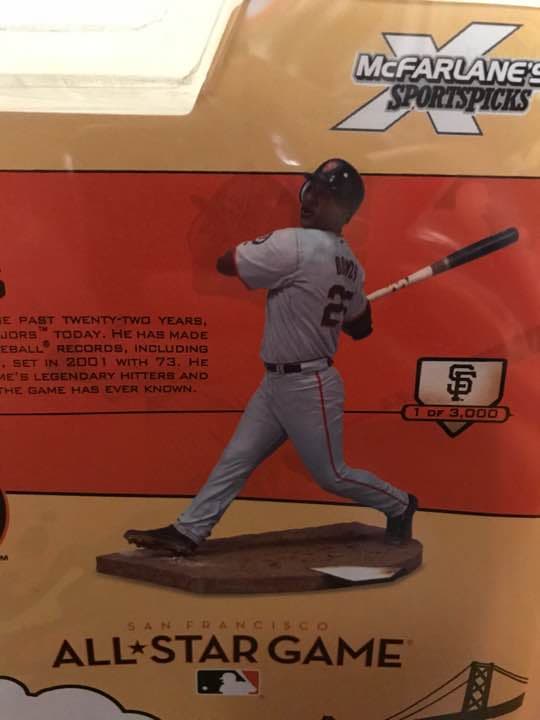 McFARLANE'S
SPORTSPICKS
BONDS
E PAST TWENTY-TWO YEARS,
JORS™ TODAY. HE HAS MADE
EBALL® RECORDS, INCLUDING
, SET IN 2001 WITH 73. HE
ME'S LEGENDARY HITTERS AND
THE GAME HAS EVER KNOWN.
SF
1 OF 3,000
TM
SAN FRANCISCO
ALL★STAR GAME®